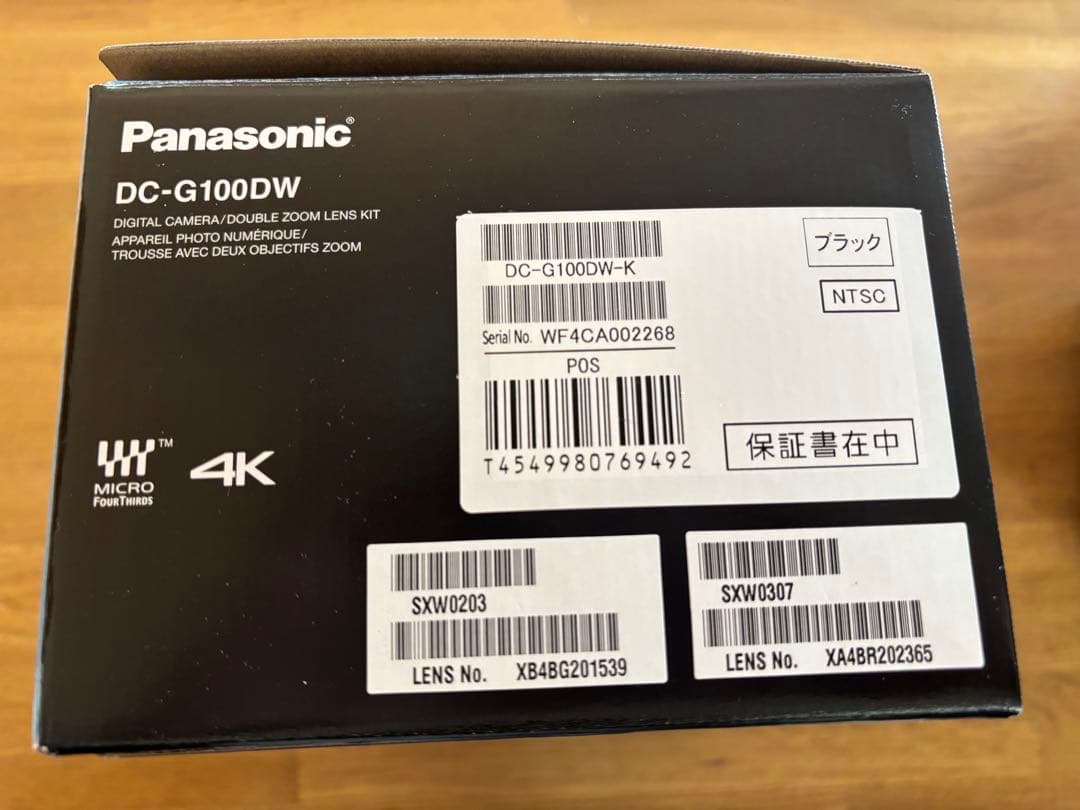 Panasonic®
DC-G100DW
DIGITAL CAMERA/DOUBLE ZOOM LENS KIT
APPAREIL PHOTO NUMÉRIQUE/
TROUSSE AVEC DEUX OBJECTIFS ZOOM
MICRO
FOURTHIRDS
TM
4K
DC-G100DW-K
Serial No. WF4CA002268
POS
T4549980769492
ブラック
NTSC
保証書在中
SXW0203
LENS No. XB4BG201539
SXW0307
LENS No. XA4BR202365